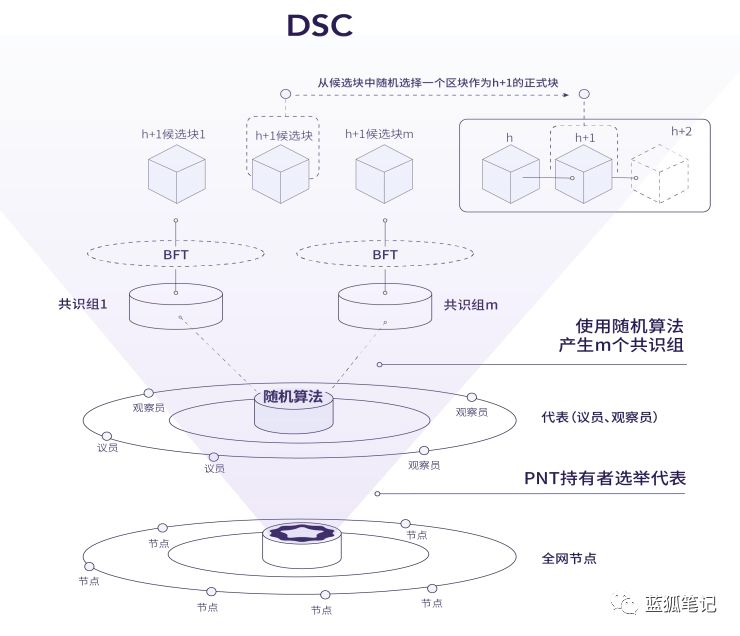 DSC
从候选块中随机选择一个区块作为h+1的正式块
h+1候选块1
h+1候选块
h+1候选块m
h
h+1
h+2
BFT
BFT
共识组1
共识组m
使用随机算法
产生m个共识组
随机算法
观察员
观察员
代表（议员、观察员）
议员
议员
观察员
PNT持有者选举代表
节点
节点
全网节点
节点
节点
节点
节点
蓝狐笔记